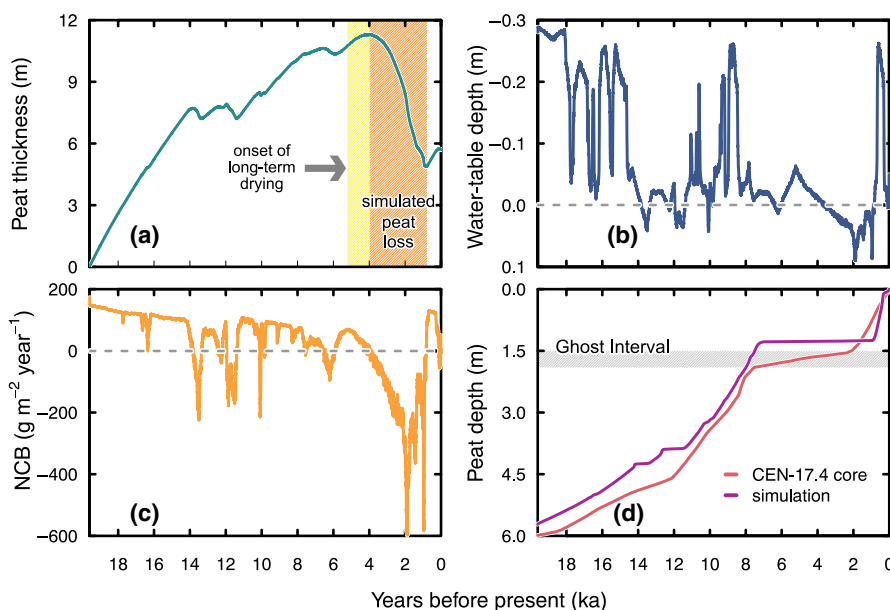 Peat thickness (m)
12
9
6
3
0
onset of
long-term
drying
simulated
peat
loss
(a)
Water-table depth (m)
−0.3
−0.2
−0.1
0.0
0.1
(b)
NCB (g m−2 year−1)
200
0
−200
−400
−600
(c)
18 16 14 12 10 8 6 4 2 0
Peat depth (m)
0.0
1.5
3.0
4.5
6.0
Ghost Interval
CEN-17.4 core
simulation
(d)
18 16 14 12 10 8 6 4 2 0
Years before present (ka)